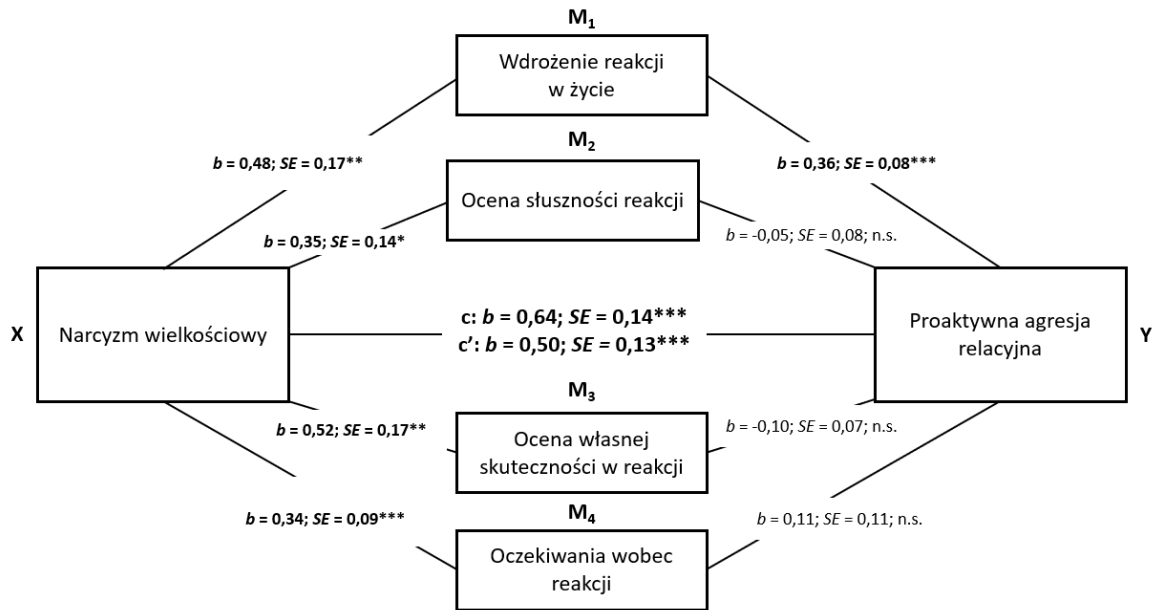 M1
Wdrożenie reakcji
w życie
b = 0,48; SE = 0,17**
b = 0,36; SE = 0,08***
M2
Ocena słuszności reakcji
b = 0,35; SE = 0,14*
b = -0,05; SE = 0,08; n.s.
X
Narcyzm wielkościowy
c: b = 0,64; SE = 0,14***
c’: b = 0,50; SE = 0,13***
Proaktywna agresja
relacyjna
Y
M3
Ocena własnej
skuteczności w reakcji
b = 0,52; SE = 0,17**
b = -0,10; SE = 0,07; n.s.
M4
Oczekiwania wobec
reakcji
b = 0,34; SE = 0,09***
b = 0,11; SE = 0,11; n.s.